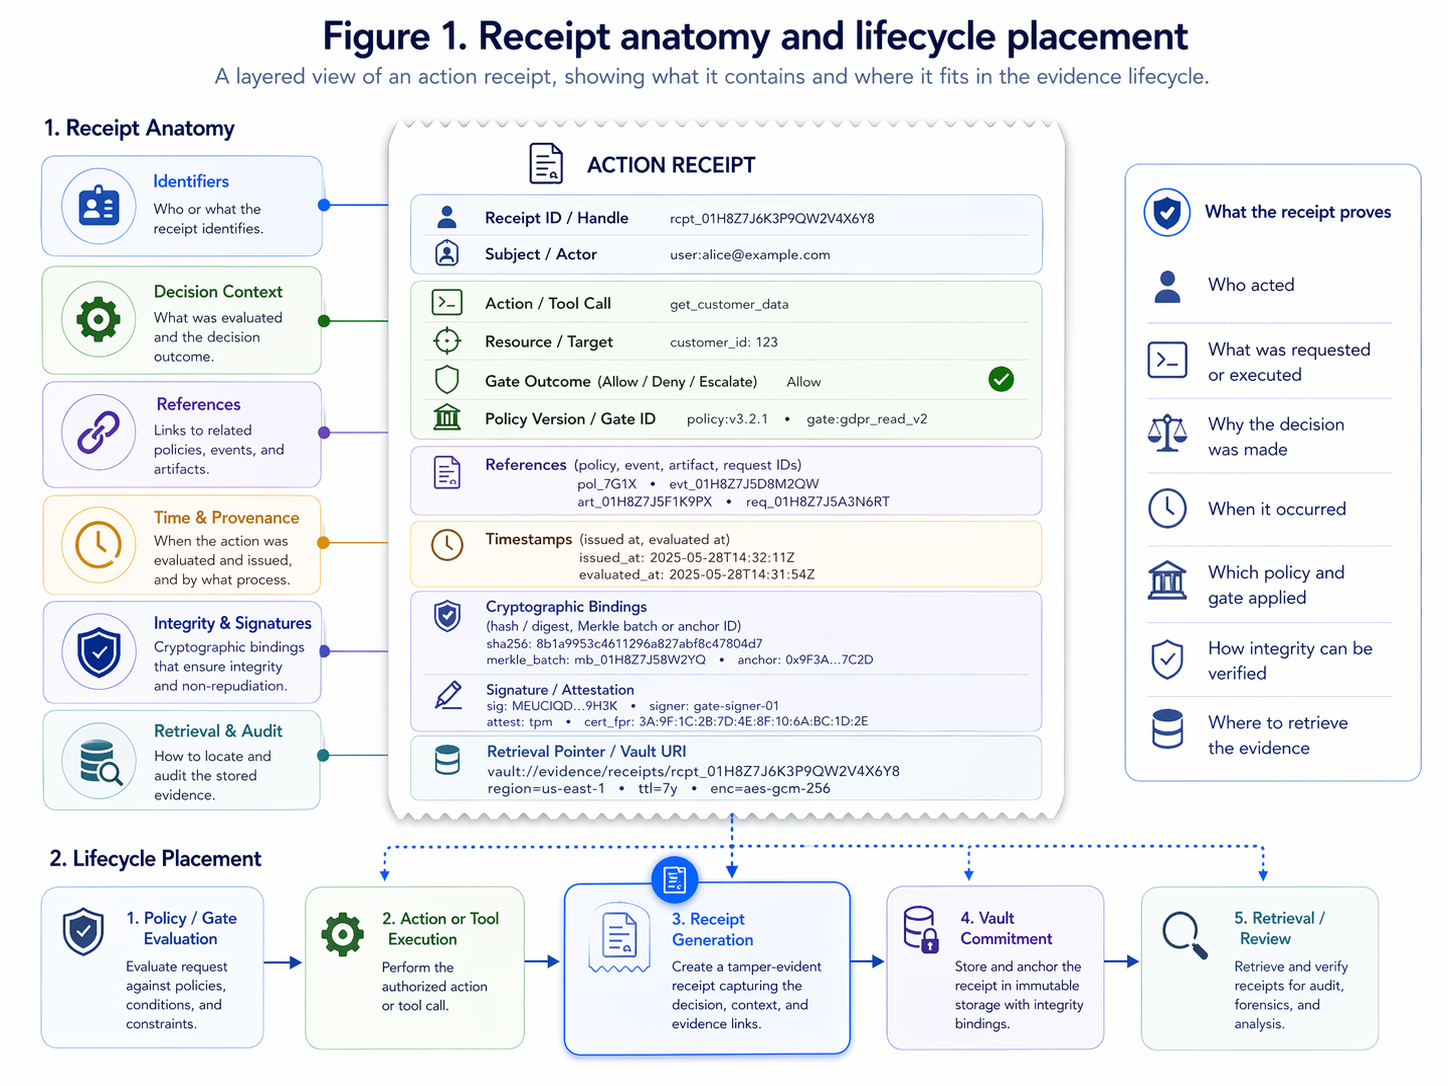 Figure 1. Receipt anatomy and lifecycle placement
A layered view of an action receipt, showing what it contains and where it fits in the evidence lifecycle.
1. Receipt Anatomy
Identifiers
Who or what the
receipt identifies.
Decision Context
What was evaluated
and the decision
outcome.
References
Links to related
policies, events, and
artifacts.
Time & Provenance
When the action was
evaluated and issued,
and by what process.
Integrity & Signatures
Cryptographic bindings
that ensure integrity
and non-repudiation.
Retrieval & Audit
How to locate and
audit the stored
evidence.
ACTION RECEIPT
Receipt ID / Handle rcpt_01H8Z7J6K3P9QW2V4X6Y8
Subject / Actor user:alice@example.com
Action / Tool Call get_customer_data
Resource / Target customer_id: 123
Gate Outcome (Allow / Deny / Escalate) Allow
Policy Version / Gate ID policy:v3.2.1 • gate:gdpr_read_v2
References (policy, event, artifact, request IDs)
pol_7G1X • evt_01H8Z7J5D8M2QW
art_01H8Z7J5F1K9PX • req_01H8Z7J5A3N6RT
Timestamps (issued at, evaluated at)
issued_at: 2025-05-28T14:32:11Z
evaluated_at: 2025-05-28T14:31:54Z
Cryptographic Bindings
(hash / digest, Merkle batch or anchor ID)
sha256: 8b1a9953c4611296a827abf8c47804d7
merkle_batch: mb_01H8Z7J58W2YQ • anchor: 0x9F3A...7C2D
Signature / Attestation
sig: MEUCIQD...9H3K • signer: gate-signer-01
attest: tpm • cert_fpr: 3A:9F:1C:2B:7D:4E:8F:10:6A:BC:1D:2E
Retrieval Pointer / Vault URI
vault://evidence/receipts/rcpt_01H8Z7J6K3P9QW2V4X6Y8
region=us-east-1 • ttl=7y • enc=aes-gcm-256
What the receipt proves
Who acted
What was requested
or executed
Why the decision
was made
When it occurred
Which policy and
gate applied
How integrity can be
verified
Where to retrieve
the evidence
2. Lifecycle Placement
1. Policy / Gate
Evaluation
Evaluate request
against policies,
conditions, and
constraints.
2. Action or Tool
Execution
Perform the
authorized action
or tool call.
3. Receipt
Generation
Create a tamper-evident
receipt capturing the
decision, context, and
evidence links.
4. Vault
Commitment
Store and anchor the
receipt in immutable
storage with integrity
bindings.
5. Retrieval /
Review
Retrieve and verify
receipts for audit,
forensics, and
analysis.